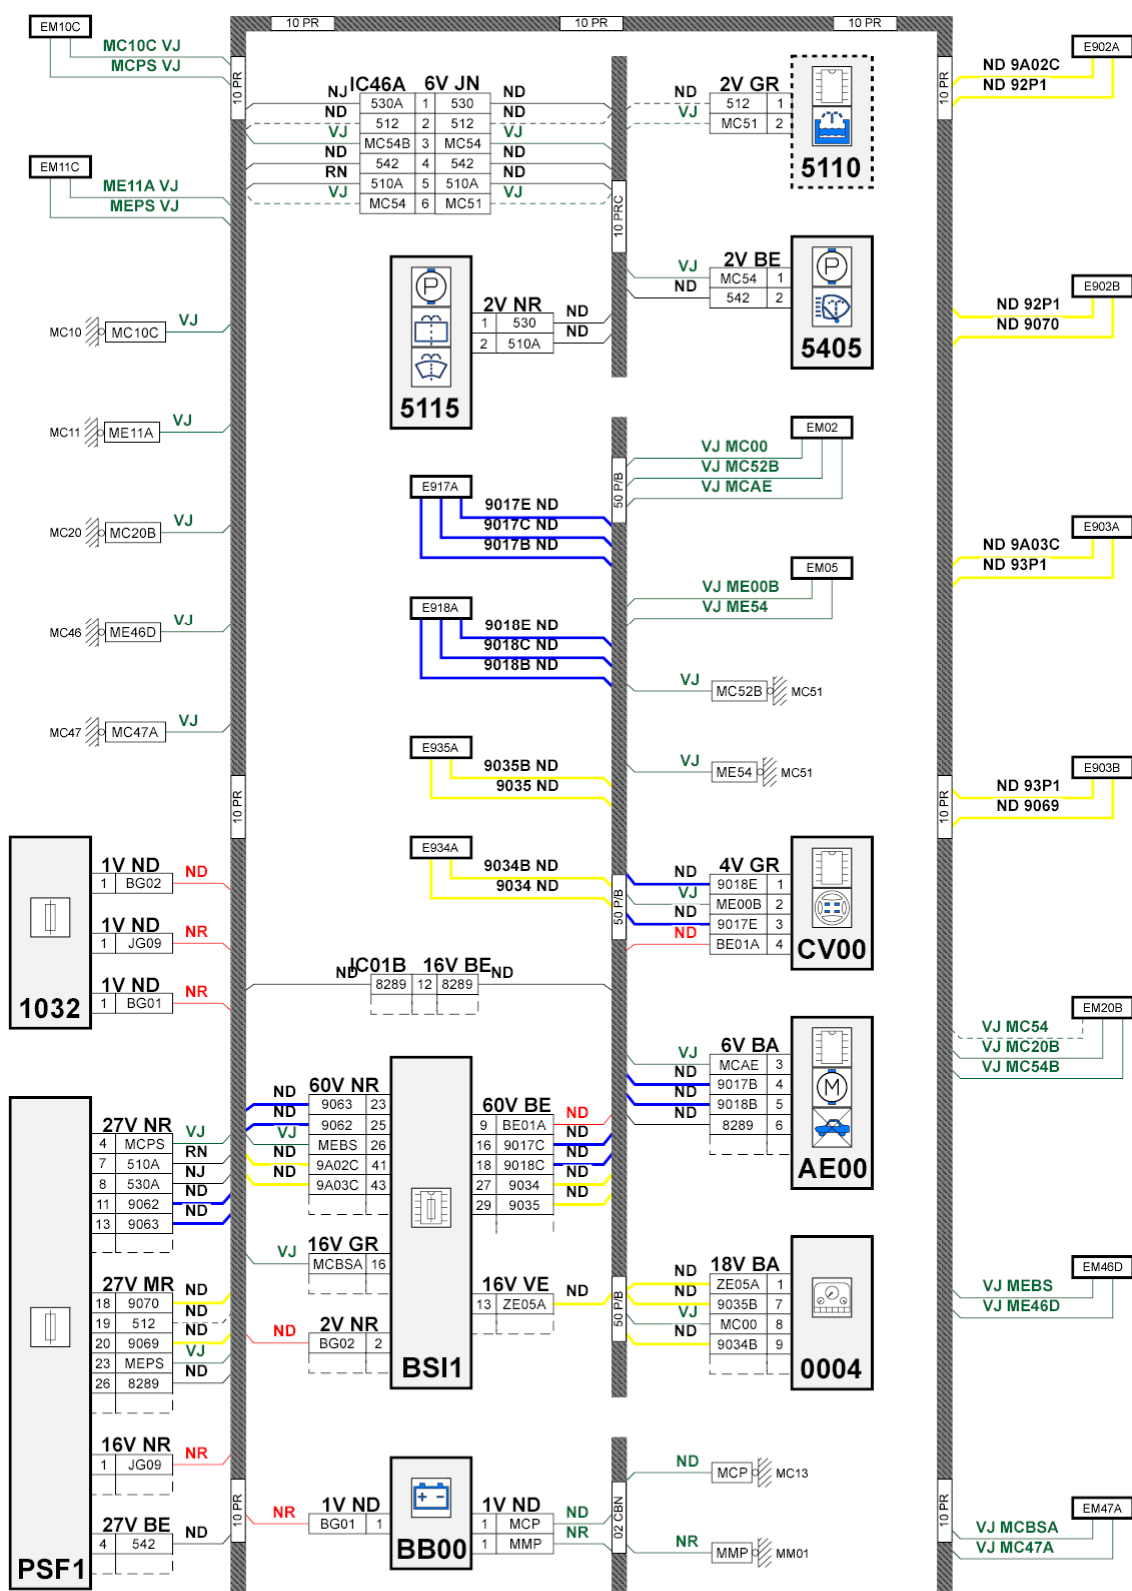 10 PR
10 PR
10 PR
EM10C
MC10C VJ
MCPS VJ
10 PR
EM11C
ME11A VJ
MEPS VJ
MC10 MC10C VJ
MC11 ME11A VJ
MC20 MC20B VJ
MC46 ME46D VJ
MC47 MC47A VJ
10 PR
1032
1V ND
1 BG02 ND
1V ND
1 JG09 NR
1V ND
1 BG01 NR
PSF1
27V NR
4 MCPS VJ
7 510A RN
8 530A NJ
11 9062 ND
13 9063 ND
27V MR
18 9070 ND
19 512 ND
20 9069 ND
23 MEPS VJ
26 8289 ND
16V NR
1 JG09 NR
27V BE
4 542 ND
10 PR
IC46A 6V JN
NJ 530A 1 530 ND
ND 512 2 512 ND
VJ MC54B 3 MC54 VJ
ND 542 4 542 ND
RN 510A 5 510A ND
VJ MC54 6 MC51 VJ
10 PRC
5115
2V NR
1 530 ND
2 510A ND
E917A
9017E ND
9017C ND
9017B ND
E918A
9018E ND
9018C ND
9018B ND
E935A
9035B ND
9035 ND
E934A
9034B ND
9034 ND
IC01B 16V BE
ND 8289 12 8289 ND
60V NR
ND 9063 23
ND 9062 25
VJ MEBS 26
ND 9A02C 41
ND 9A03C 43
16V GR
VJ MCBSA 16
2V NR
ND BG02 2
BSI1
60V BE
9 BE01A ND
16 9017C ND
18 9018C ND
27 9034 ND
29 9035 ND
16V VE
13 ZE05A ND
1V ND
NR BG01 1
BB00
1V ND
1 MCP ND
1 MMP NR
2V GR
ND 512 1
VJ MC51 2
5110
2V BE
VJ MC54 1
ND 542 2
5405
50 P/B
EM02
VJ MC00
VJ MC52B
VJ MCAE
EM05
VJ ME00B
VJ ME54
VJ MC52B MC51
VJ ME54 MC51
50 P/B
4V GR
ND 9018E 1
VJ ME00B 2
ND 9017E 3
ND BE01A 4
CV00
6V BA
VJ MCAE 3
ND 9017B 4
ND 9018B 5
ND 8289 6
AE00
50 P/B
18V BA
ND ZE05A 1
ND 9035B 7
VJ MC00 8
ND 9034B 9
0004
02 CBN
ND MCP MC13
NR MMP MM01
10 PR
E902A
ND 9A02C
ND 92P1
E902B
ND 92P1
ND 9070
E903A
ND 9A03C
ND 93P1
10 PR
E903B
ND 93P1
ND 9069
EM20B
VJ MC54
VJ MC20B
VJ MC54B
EM46D
VJ MEBS
VJ ME46D
10 PR
EM47A
VJ MCBSA
VJ MC47A